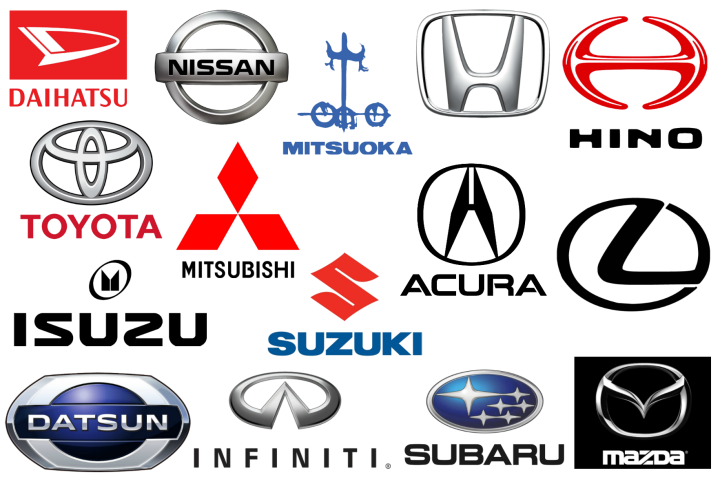 DAIHATSU
NISSAN
MITSUOKA
HINO
TOYOTA
MITSUBISHI
ACURA
ISUZU
SUZUKI
DATSUN
INFINITI®
SUBARU
mazDa